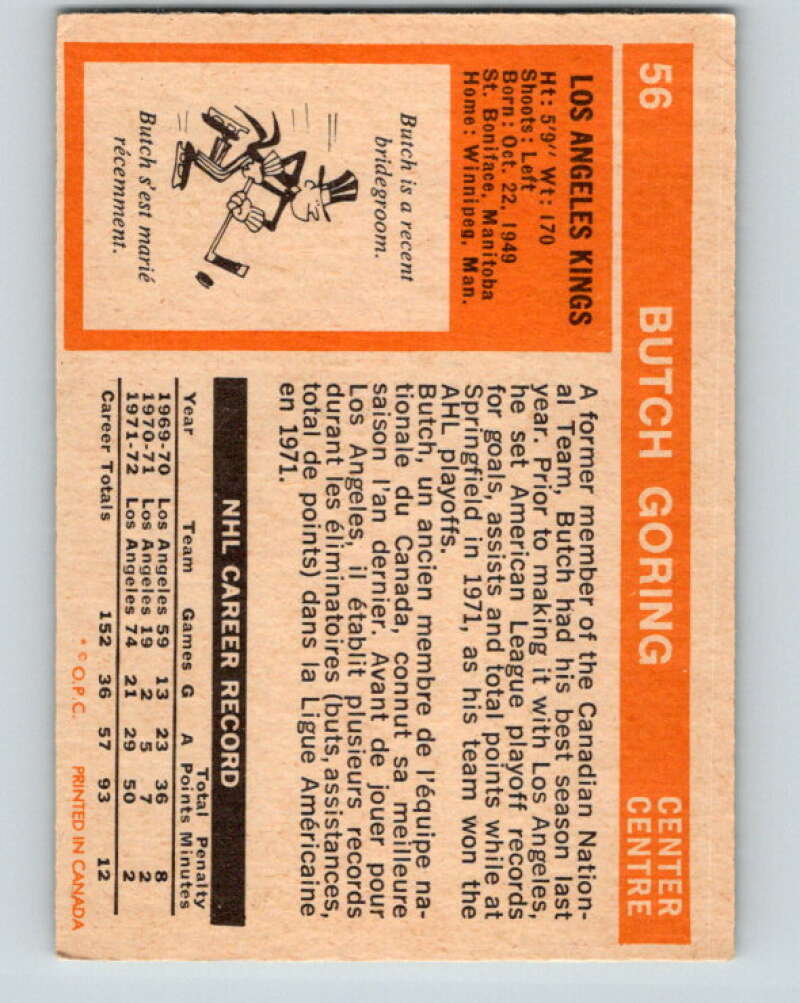 56 BUTCH GORING CENTER
CENTRE
LOS ANGELES KINGS
Ht: 5'9" Wt: 170
Shoots: Left
Born: Oct. 22, 1949
St. Boniface, Manitoba
Home: Winnipeg, Man.
Butch is a recent
bridegroom.
Butch s'est marié
récemment.
A former member of the Canadian Nation-
al Team, Butch had his best season last
year. Prior to making it with Los Angeles,
he set American League playoff records
for goals, assists and total points while at
Springfield in 1971, as his team won the
AHL playoffs.
Butch, un ancien membre de l'équipe na-
tionale du Canada, connut sa meilleure
saison l'an dernier. Avant de jouer pour
Los Angeles, il établit plusieurs records
durant les éliminatoires (buts, assistances,
total de points) dans la Ligue Américaine
en 1971.
NHL CAREER RECORD
Total Penalty
Year Team Games G A Points Minutes
1969-70 Los Angeles 59 13 23 36 8
1970-71 Los Angeles 19 2 5 7 2
1971-72 Los Angeles 74 21 29 50 2
Career Totals 152 36 57 93 12
* © O.P.C. PRINTED IN CANADA